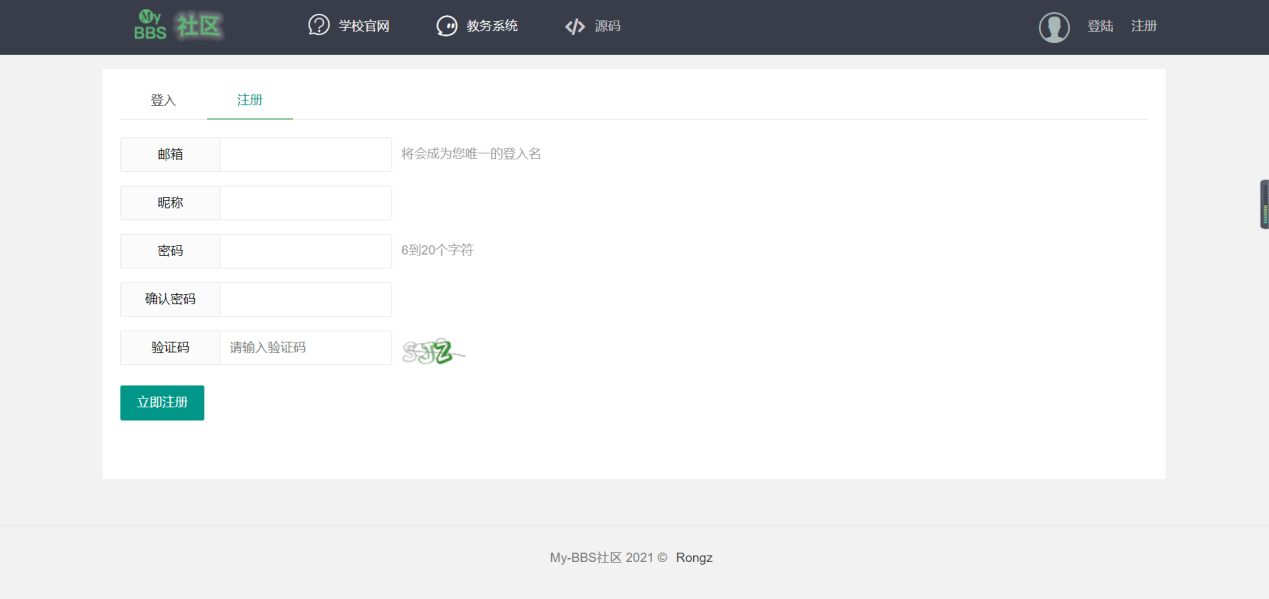 My
BBS 社区
学校官网
教务系统
源码
登陆
注册
登入
注册
邮箱
将会成为您唯一的登入名
昵称
密码
6到20个字符
确认密码
验证码
请输入验证码
SJZ
立即注册
My-BBS社区 2021 © Rongz